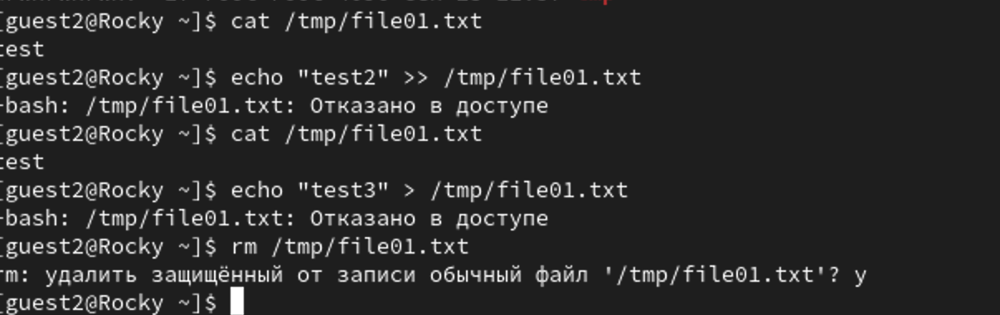 [guest2@Rocky ~]$ cat /tmp/file01.txt
test
[guest2@Rocky ~]$ echo "test2" >> /tmp/file01.txt
-bash: /tmp/file01.txt: Отказано в доступе
[guest2@Rocky ~]$ cat /tmp/file01.txt
test
[guest2@Rocky ~]$ echo "test3" > /tmp/file01.txt
-bash: /tmp/file01.txt: Отказано в доступе
[guest2@Rocky ~]$ rm /tmp/file01.txt
rm: удалить защищённый от записи обычный файл '/tmp/file01.txt'? y
[guest2@Rocky ~]$